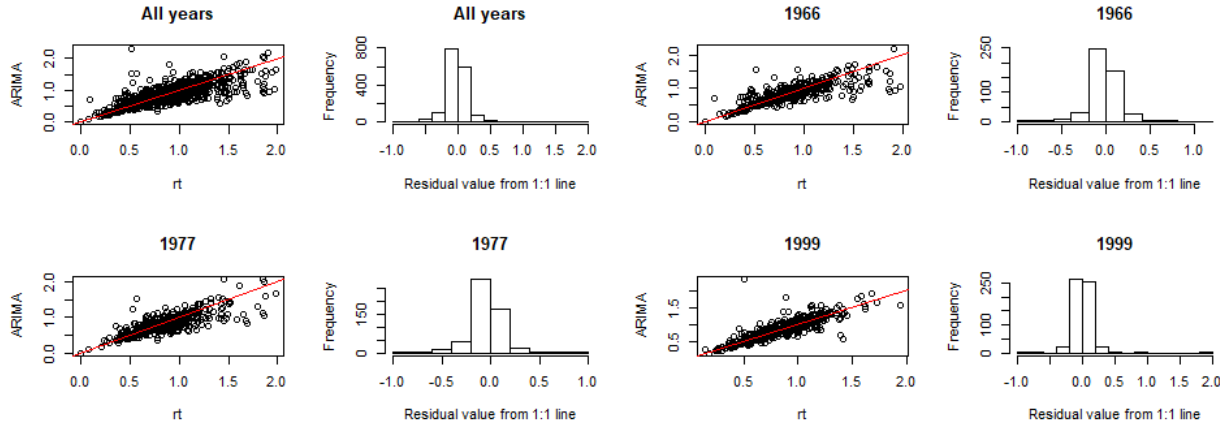 All years
ARIMA
0.0 1.0 2.0
0.0 0.5 1.0 1.5 2.0
rt
All years
Frequency
0 400 800
-1.0 0.0 1.0 2.0
Residual value from 1:1 line
1966
ARIMA
0.0 1.0 2.0
0.0 0.5 1.0 1.5 2.0
rt
1966
Frequency
0 100 250
-1.0 -0.5 0.0 0.5 1.0
Residual value from 1:1 line
1977
ARIMA
0.0 1.0 2.0
0.0 0.5 1.0 1.5 2.0
rt
1977
Frequency
0 150
-1.0 -0.5 0.0 0.5 1.0
Residual value from 1:1 line
1999
ARIMA
0.5 1.5
0.5 1.0 1.5 2.0
rt
1999
Frequency
0 100 250
-1.0 0.0 0.5 1.0 1.5 2.0
Residual value from 1:1 line